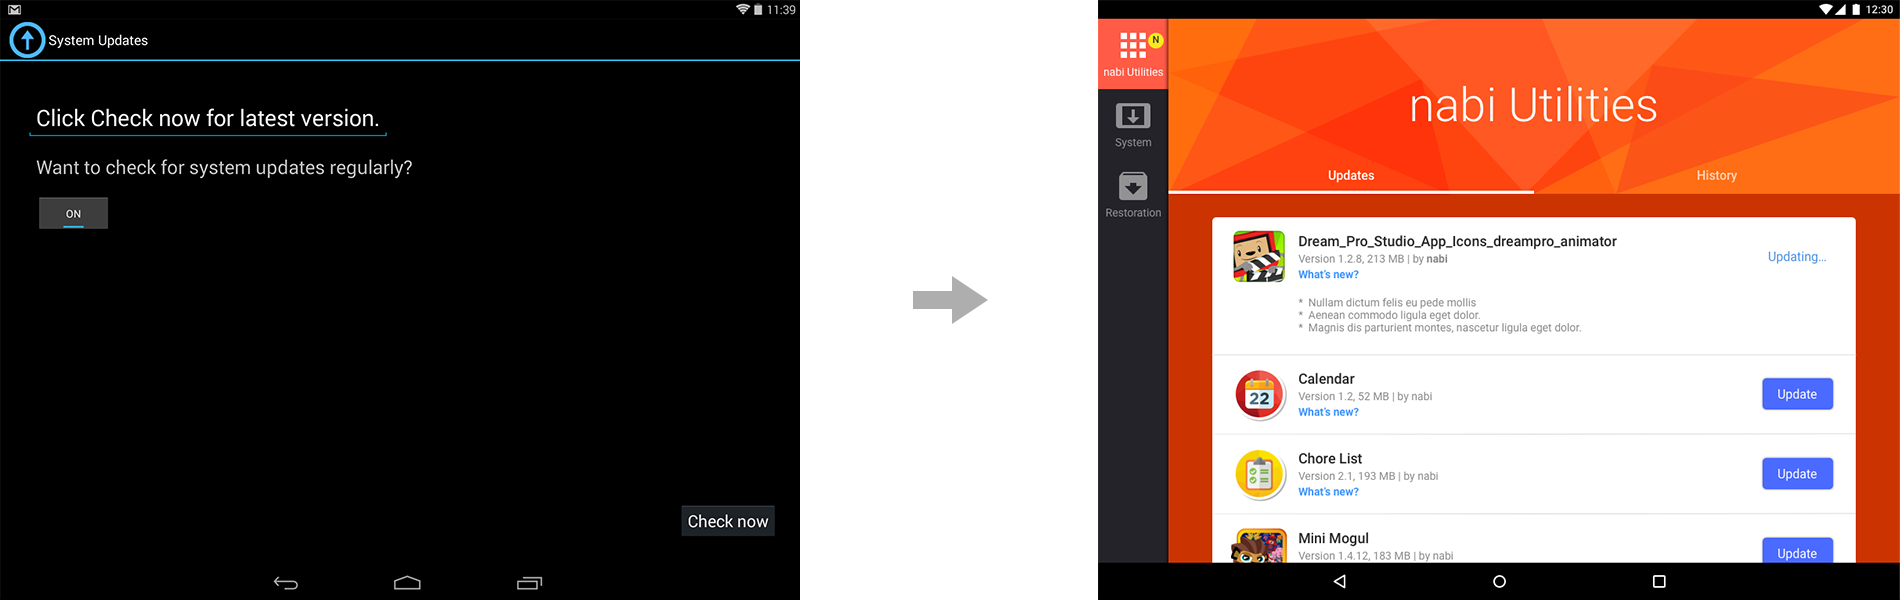 11:39
System Updates
Click Check now for latest version.
Want to check for system updates regularly?
ON
Check now
12:30
N
nabi Utilities
System
Restoration
nabi Utilities
Updates
History
Dream_Pro_Studio_App_Icons_dreampro_animator
Version 1.2.8, 213 MB | by nabi
What's new?
Updating...
* Nullam dictum felis eu pede mollis
* Aenean commodo ligula eget dolor.
* Magnis dis parturient montes, nascetur ligula eget dolor.
22
Calendar
Version 1.2, 52 MB | by nabi
What's new?
Update
Chore List
Version 2.1, 193 MB | by nabi
What's new?
Update
Mini Mogul
Version 1.4.12, 183 MB | by nabi
Update